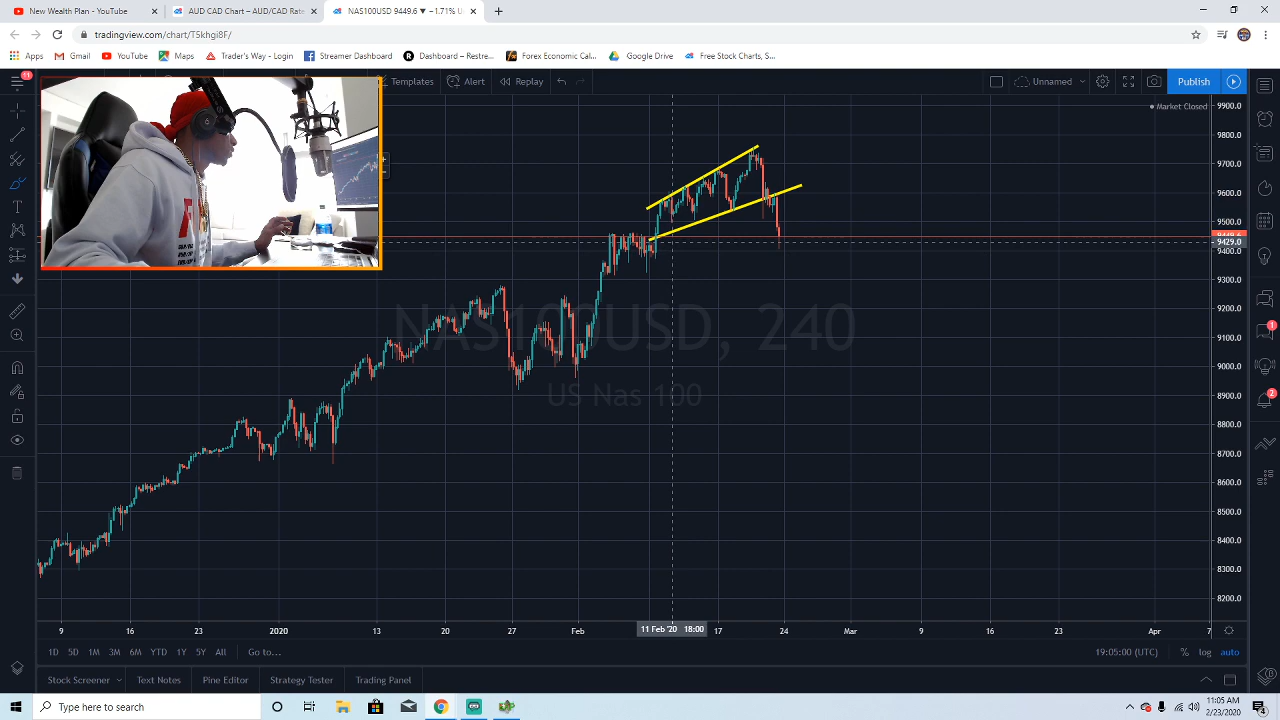 New Wealth Plan - YouTube
AUD CAD Chart – AUD/CAD Rate
NAS100USD 9449.6 ▼ −1.71% U
tradingview.com/chart/T5khgi8F/
Apps
Gmail
YouTube
Maps
Trader's Way - Login
Streamer Dashboard
Dashboard – Restre...
Forex Economic Cal...
Google Drive
Free Stock Charts, S...
11
Templates
Alert
Replay
Unnamed
Publish
Market Closed
9900.0
9800.0
9700.0
9600.0
9500.0
9429.0
9400.0
9300.0
9200.0
9100.0
9000.0
8900.0
8800.0
8700.0
8600.0
8500.0
8400.0
8300.0
8200.0
NAS100USD, 240
US Nas 100
1
2
9
16
23
2020
13
20
27
Feb
11 Feb '20 18:00
17
24
Mar
9
16
23
Apr
7
1D
5D
1M
3M
6M
YTD
1Y
5Y
All
Go to...
19:05:00 (UTC)
%
log
auto
Stock Screener
Text Notes
Pine Editor
Strategy Tester
Trading Panel
Type here to search
11:05 AM
2/23/2020
4